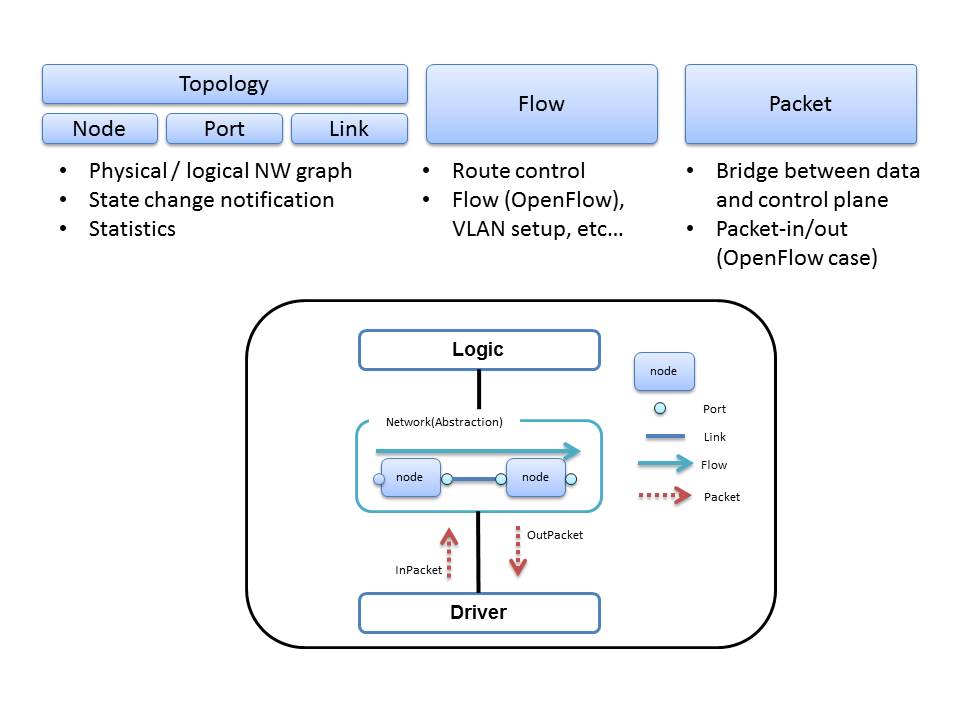 Topology
Node Port Link
• Physical / logical NW graph
• State change notification
• Statistics
Flow
• Route control
• Flow (OpenFlow),
VLAN setup, etc…
Packet
• Bridge between data
and control plane
• Packet-in/out
(OpenFlow case)
Logic
Network(Abstraction)
node node
InPacket
OutPacket
Driver
node
Port
Link
Flow
Packet